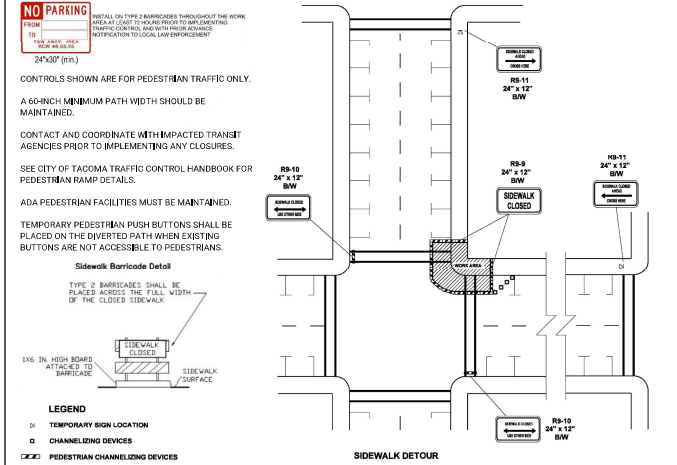 NO PARKING
FROM
TO
TOW-AWAY AREA
RCW 46.55.113
24"x30" (min.)
INSTALL ON TYPE 2 BARRICADES THROUGHOUT THE WORK
AREA AT LEAST 72 HOURS PRIOR TO IMPLEMENTING
TRAFFIC CONTROL AND WITH PRIOR ADVANCE
NOTIFICATION TO LOCAL LAW ENFORCEMENT
CONTROLS SHOWN ARE FOR PEDESTRIAN TRAFFIC ONLY.
A 60-INCH MINIMUM PATH WIDTH SHOULD BE
MAINTAINED.
CONTACT AND COORDINATE WITH IMPACTED TRANSIT
AGENCIES PRIOR TO IMPLEMENTING ANY CLOSURES.
SEE CITY OF TACOMA TRAFFIC CONTROL HANDBOOK FOR
PEDESTRIAN RAMP DETAILS.
ADA PEDESTRIAN FACILITIES MUST BE MAINTAINED.
TEMPORARY PEDESTRIAN PUSH BUTTONS SHALL BE
PLACED ON THE DIVERTED PATH WHEN EXISTING
BUTTONS ARE NOT ACCESSIBLE TO PEDESTRIANS.
Sidewalk Barricade Detail
TYPE 2 BARRICADES SHALL BE
PLACED ACROSS THE FULL WIDTH
OF THE CLOSED SIDEWALK
SIDEWALK
CLOSED
1X6 IN. HIGH BOARD
ATTACHED TO
BARRICADE
SIDEWALK
SURFACE
LEGEND
TEMPORARY SIGN LOCATION
CHANNELIZING DEVICES
PEDESTRIAN CHANNELIZING DEVICES
SIDEWALK CLOSED
AHEAD
CROSS HERE
R9-11
24" x 12"
B/W
R9-10
24" x 12"
B/W
SIDEWALK CLOSED
USE OTHER SIDE
R9-9
24" x 12"
B/W
SIDEWALK
CLOSED
R9-11
24" x 12"
B/W
SIDEWALK CLOSED
AHEAD
CROSS HERE
WORK AREA
SIDEWALK CLOSED
USE OTHER SIDE
R9-10
24" x 12"
B/W
SIDEWALK DETOUR